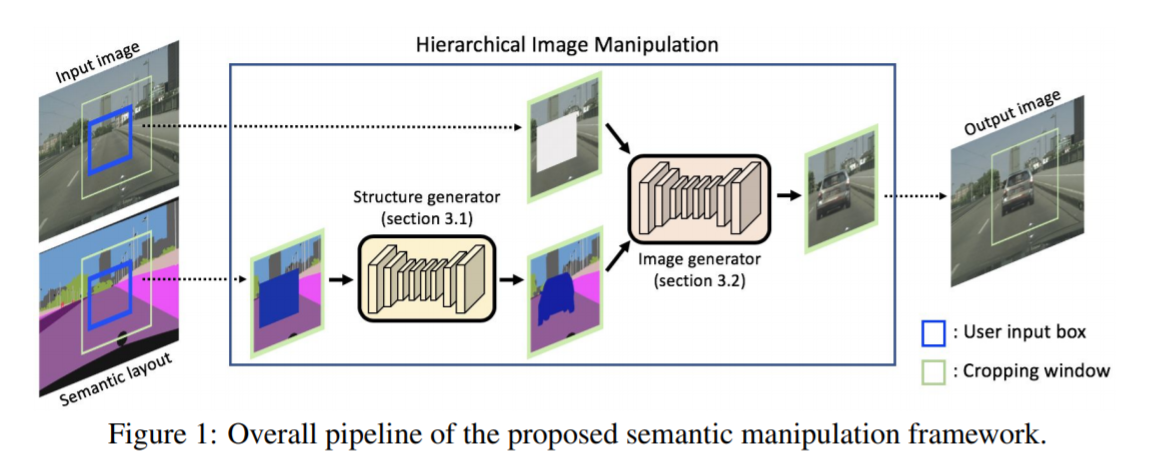 Hierarchical Image Manipulation
Input image
Output image
Structure generator
(section 3.1)
Image generator
(section 3.2)
Semantic layout
: User input box
: Cropping window
Figure 1: Overall pipeline of the proposed semantic manipulation framework.